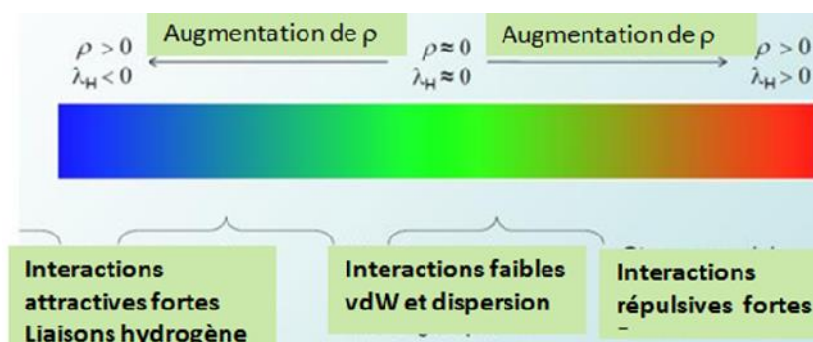 Augmentation de ρ
Augmentation de ρ
ρ > 0
ρ ≈ 0
ρ > 0
λH < 0
λH ≈ 0
λH > 0
Interactions
attractives fortes
Liaisons hydrogène
Interactions faibles
vdW et dispersion
Interactions
répulsives fortes